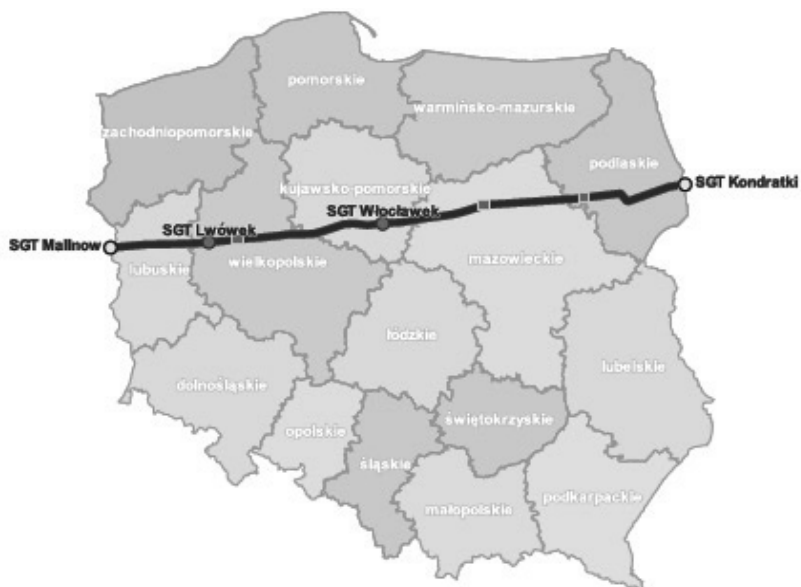 pomorskie
warmińsko-mazurskie
zachodniopomorskie
podlaskie
kujawsko-pomorskie
SGT Kondratki
SGT Włocławek
SGT Lwówek
SGT Mallnow
wielkopolskie
mazowieckie
lubuskie
łódzkie
lubelskie
dolnośląskie
świętokrzyskie
opolskie
śląskie
podkarpackie
małopolskie